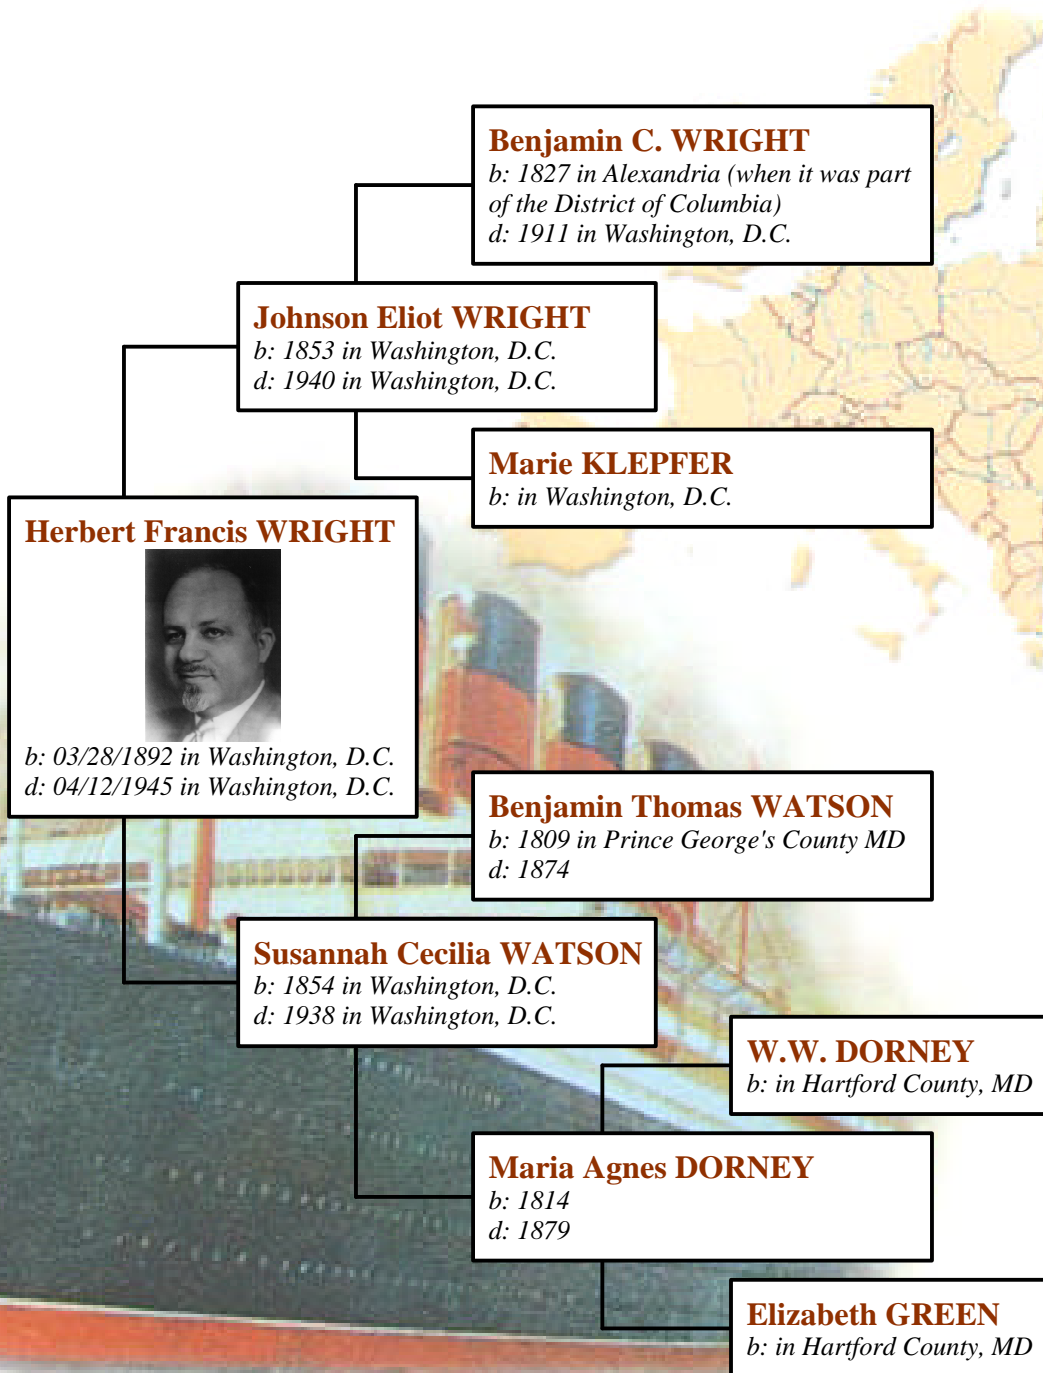 Benjamin C. WRIGHT
b: 1827 in Alexandria (when it was part
of the District of Columbia)
d: 1911 in Washington, D.C.
Johnson Eliot WRIGHT
b: 1853 in Washington, D.C.
d: 1940 in Washington, D.C.
Marie KLEPFER
b: in Washington, D.C.
Herbert Francis WRIGHT
b: 03/28/1892 in Washington, D.C.
d: 04/12/1945 in Washington, D.C.
Benjamin Thomas WATSON
b: 1809 in Prince George's County MD
d: 1874
Susannah Cecilia WATSON
b: 1854 in Washington, D.C.
d: 1938 in Washington, D.C.
W.W. DORNEY
b: in Hartford County, MD
Maria Agnes DORNEY
b: 1814
d: 1879
Elizabeth GREEN
b: in Hartford County, MD